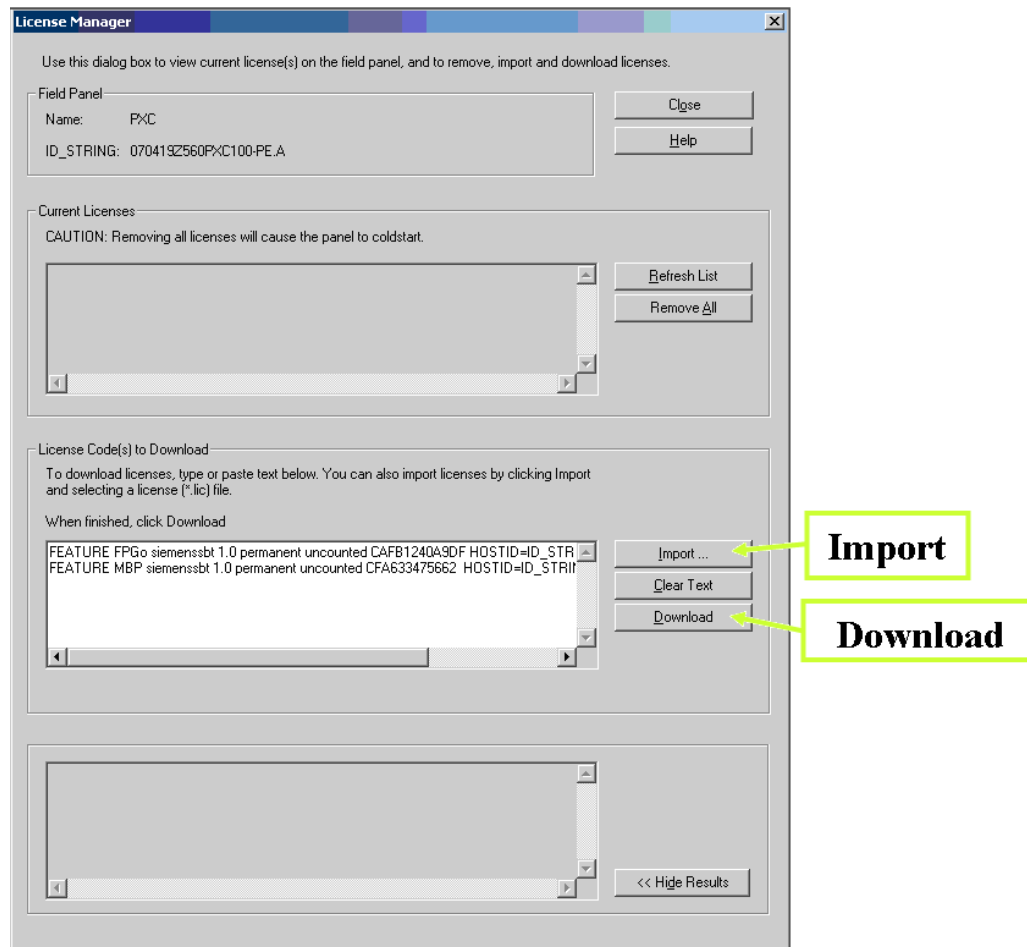 License Manager
Use this dialog box to view current license(s) on the field panel, and to remove, import and download licenses.
Field Panel
Name: PXC
ID_STRING: 070419Z560PXC100-PE.A
Close
Help
Current Licenses
CAUTION: Removing all licenses will cause the panel to coldstart.
Refresh List
Remove All
License Code(s) to Download
To download licenses, type or paste text below. You can also import licenses by clicking Import
and selecting a license (*.lic) file.
When finished, click Download
FEATURE FPGo siemenssbt 1.0 permanent uncounted CAFB1240A9DF HOSTID=ID_STR
FEATURE MBP siemenssbt 1.0 permanent uncounted CFA633475662 HOSTID=ID_STRIN
Import ...
Clear Text
Download
Import
Download
<< Hide Results